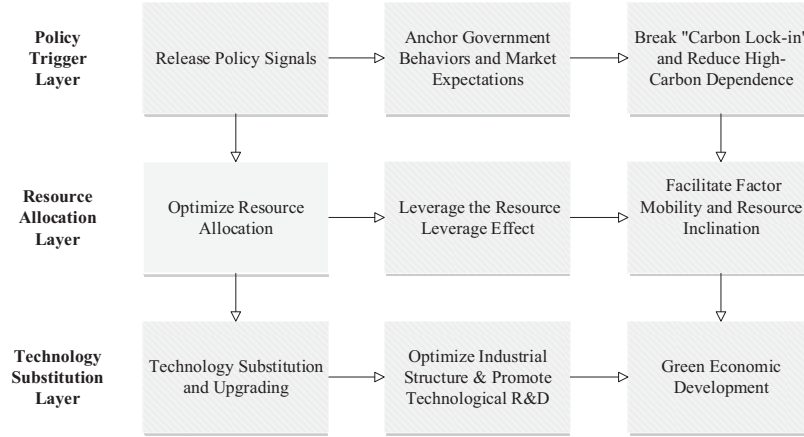 Policy
Trigger
Layer
Release Policy Signals
Anchor Government
Behaviors and Market
Expectations
Break "Carbon Lock-in"
and Reduce High-
Carbon Dependence
Resource
Allocation
Layer
Optimize Resource
Allocation
Leverage the Resource
Leverage Effect
Facilitate Factor
Mobility and Resource
Inclination
Technology
Substitution
Layer
Technology Substitution
and Upgrading
Optimize Industrial
Structure & Promote
Technological R&D
Green Economic
Development